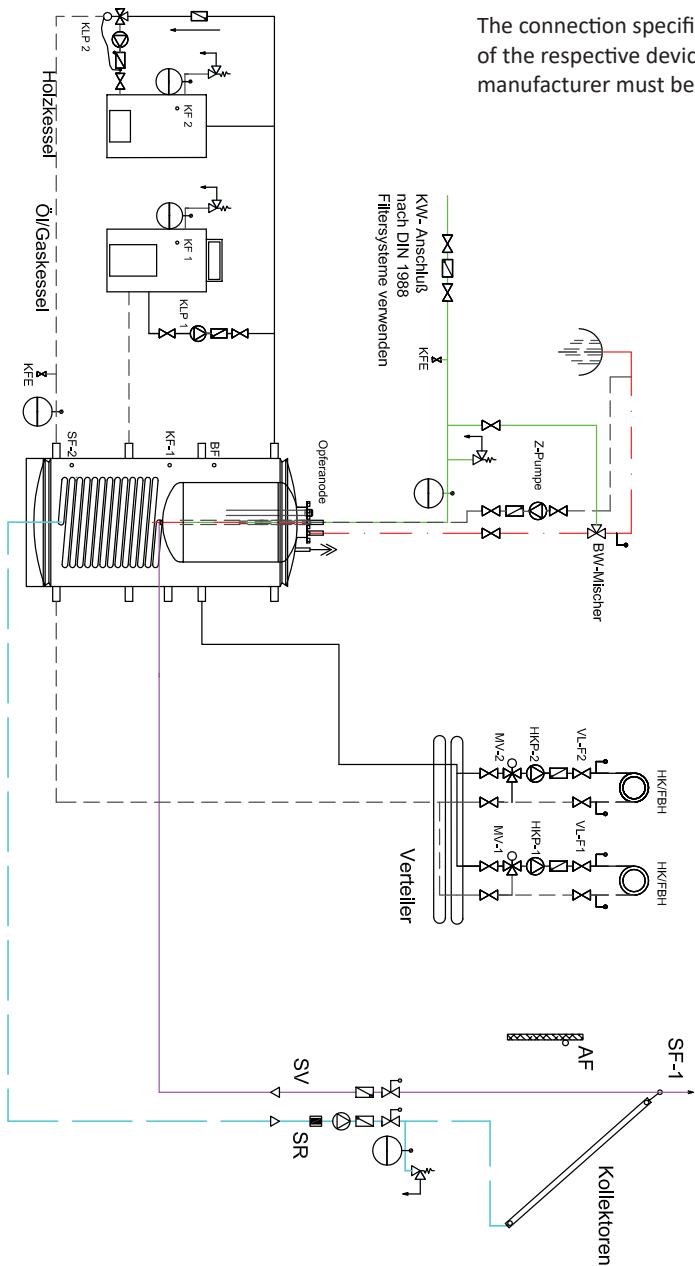 The connection specifi
of the respective devic
manufacturer must be
KLP 2
KF 2
Holzkessel
KF 1
Öl/Gaskessel
KLP 1
KFE
SF-2
KF-1
BF
Opferanode
KW- Anschluß
nach DIN 1988
Filtersysteme verwenden
KFE
Z-Pumpe
BW-Mischer
MV-2
HKP-2
VL-F2
HK/FBH
MV-1
HKP-1
VL-F1
HK/FBH
Verteiler
AF
SF-1
SV
SR
Kollektoren